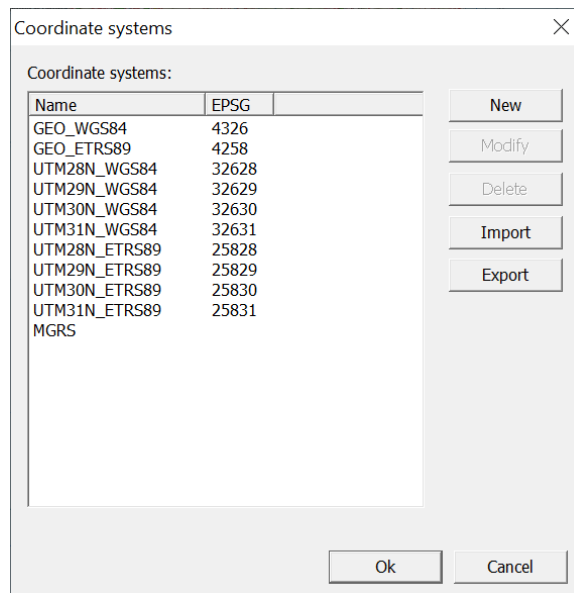 Coordinate systems
Coordinate systems:
Name EPSG
GEO_WGS84 4326
GEO_ETRS89 4258
UTM28N_WGS84 32628
UTM29N_WGS84 32629
UTM30N_WGS84 32630
UTM31N_WGS84 32631
UTM28N_ETRS89 25828
UTM29N_ETRS89 25829
UTM30N_ETRS89 25830
UTM31N_ETRS89 25831
MGRS
New
Modify
Delete
Import
Export
Ok Cancel